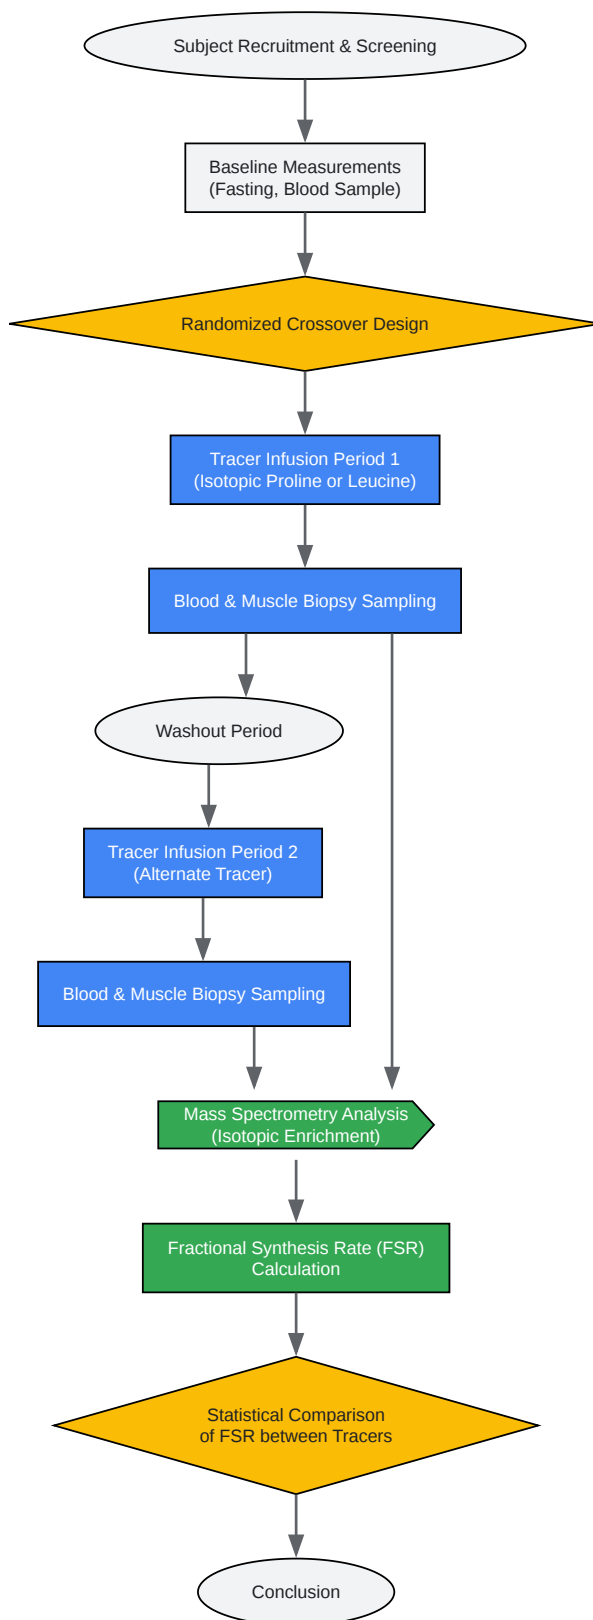 Subject Recruitment & Screening
Baseline Measurements
(Fasting, Blood Sample)
Randomized Crossover Design
Tracer Infusion Period 1
(Isotopic Proline or Leucine)
Blood & Muscle Biopsy Sampling
Washout Period
Tracer Infusion Period 2
(Alternate Tracer)
Blood & Muscle Biopsy Sampling
Mass Spectrometry Analysis
(Isotopic Enrichment)
Fractional Synthesis Rate (FSR)
Calculation
Statistical Comparison
of FSR between Tracers
Conclusion